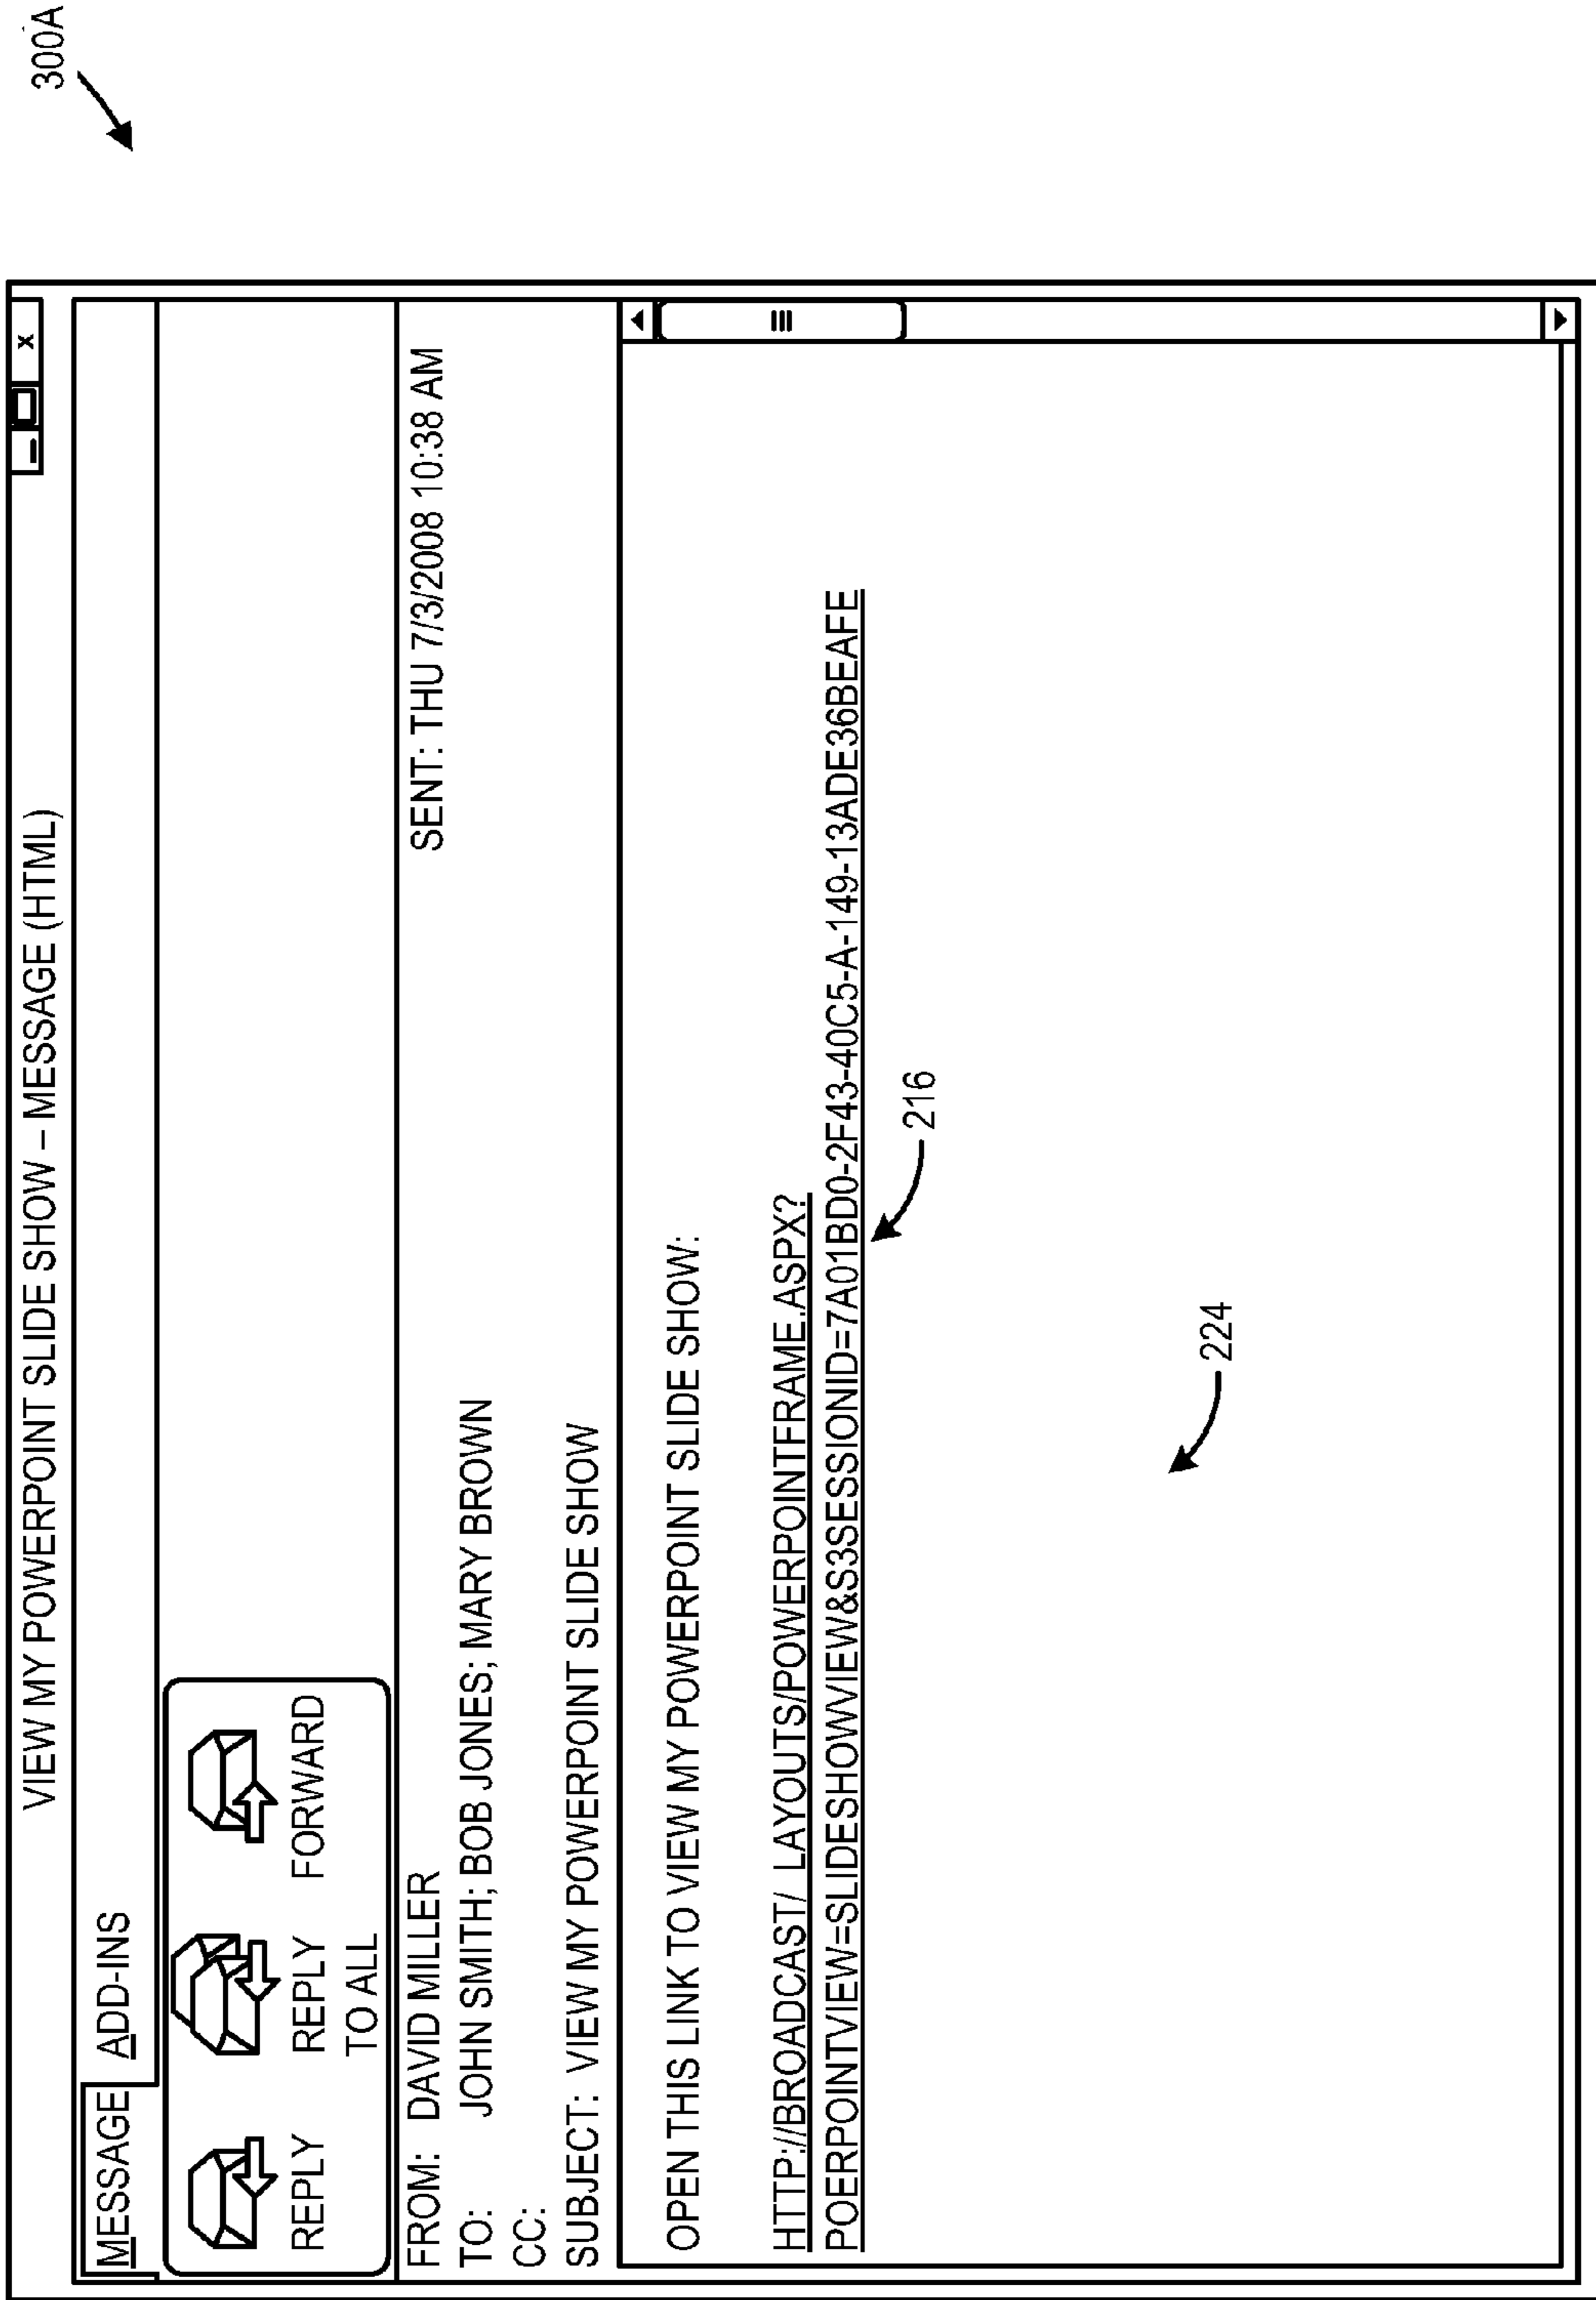 300A
VIEW MY POWERPOINT SLIDE SHOW – MESSAGE (HTML)
X
MESSAGE ADD-INS
REPLY REPLY TO ALL FORWARD
FROM: DAVID MILLER SENT: THU 7/3/2008 10:38 AM
TO: JOHN SMITH; BOB JONES; MARY BROWN
CC:
SUBJECT: VIEW MY POWERPOINT SLIDE SHOW
OPEN THIS LINK TO VIEW MY POWERPOINT SLIDE SHOW:
HTTP://BROADCAST/ LAYOUTS/POWERPOINTFRAME.ASPX?
POERPOINTVIEW=SLIDESHOWVIEW&S3SESSIONID=7A01BD0-2F43-40C5-A-149-13ADE36BEAFE
216
224